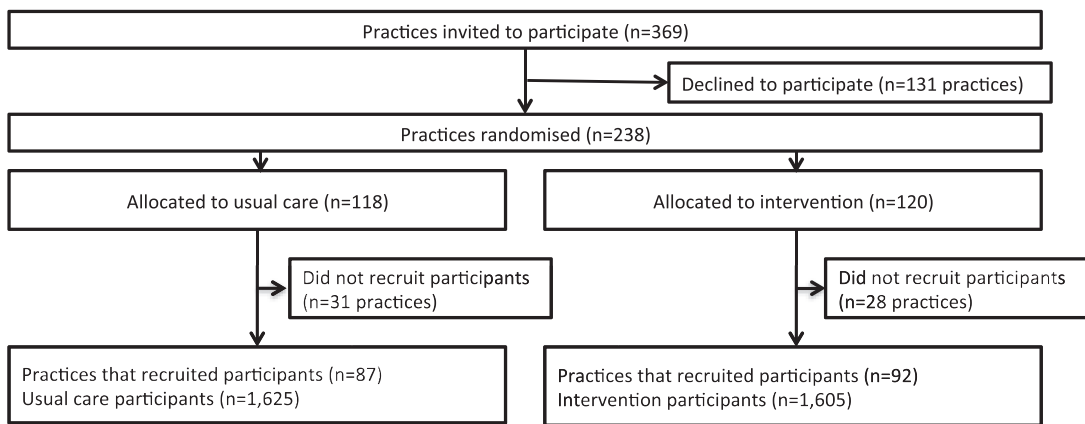 Practices invited to participate (n=369)
Declined to participate (n=131 practices)
Practices randomised (n=238)
Allocated to usual care (n=118)
Allocated to intervention (n=120)
Did not recruit participants
(n=31 practices)
Did not recruit participants
(n=28 practices)
Practices that recruited participants (n=87)
Usual care participants (n=1,625)
Practices that recruited participants (n=92)
Intervention participants (n=1,605)